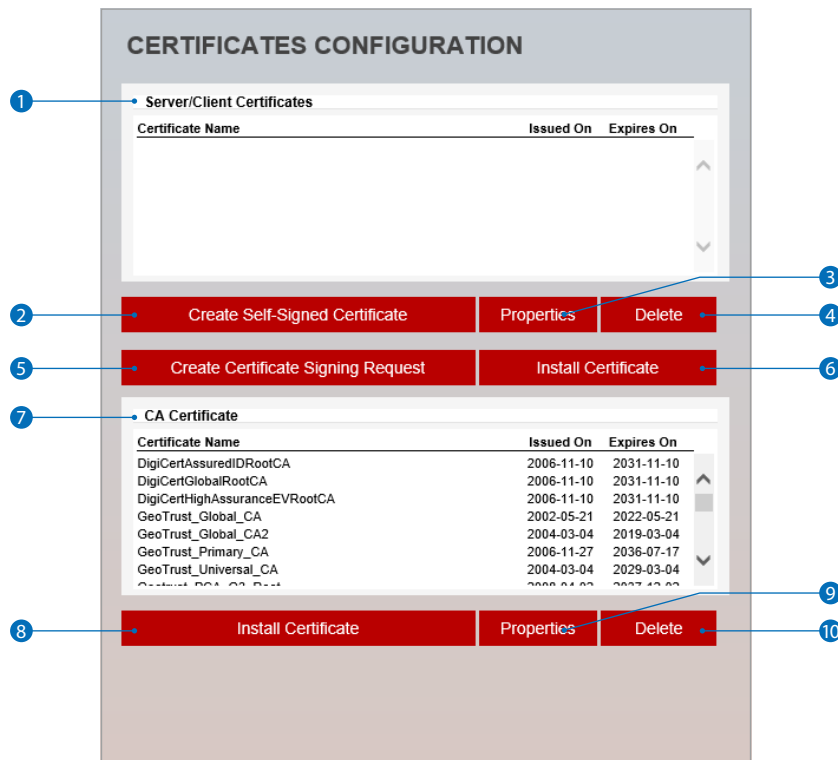 CERTIFICATES CONFIGURATION
1 Server/Client Certificates
Certificate Name Issued On Expires On
3
2 Create Self-Signed Certificate Properties Delete 4
5 Create Certificate Signing Request Install Certificate 6
7 CA Certificate
Certificate Name Issued On Expires On
DigiCertAssuredIDRootCA 2006-11-10 2031-11-10
DigiCertGlobalRootCA 2006-11-10 2031-11-10
DigiCertHighAssuranceEVRootCA 2006-11-10 2031-11-10
GeoTrust_Global_CA 2002-05-21 2022-05-21
GeoTrust_Global_CA2 2004-03-04 2019-03-04
GeoTrust_Primary_CA 2006-11-27 2036-07-17
GeoTrust_Universal_CA 2004-03-04 2029-03-04
9
8 Install Certificate Properties Delete 10